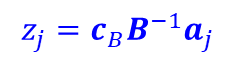 z_j = c_B B^{-1} a_j